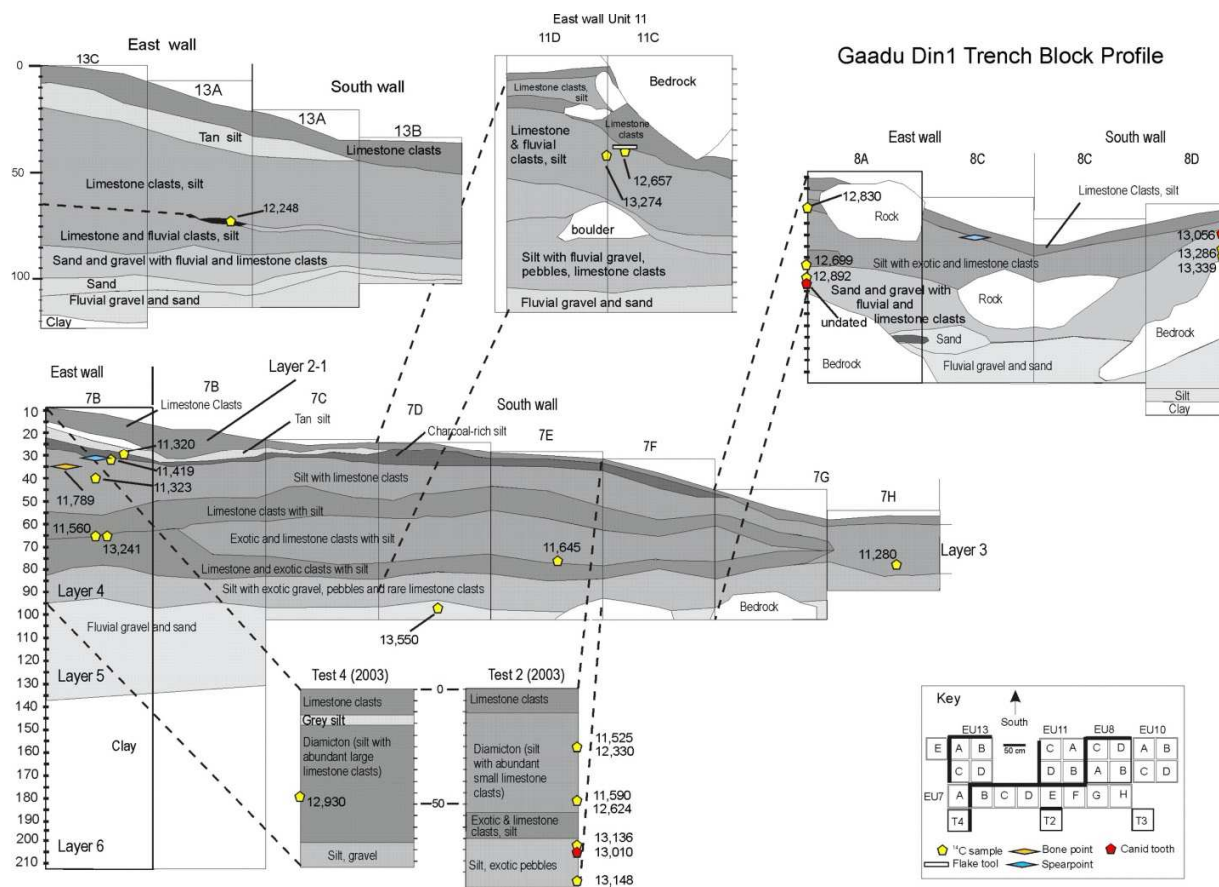 Gaadu Din1 Trench Block Profile
East wall
South wall
13C
13A
13A
13B
0
50
100
Tan silt
Limestone clasts
Limestone clasts, silt
12,248
Limestone and fluvial clasts, silt
Sand and gravel with fluvial and limestone clasts
Sand
Fluvial gravel and sand
Clay
East wall Unit 11
11D
11C
Bedrock
Limestone clasts,
silt
Limestone
clasts
Limestone
& fluvial
clasts, silt
12,657
13,274
boulder
Silt with fluvial gravel,
pebbles, limestone clasts
Fluvial gravel and sand
East wall
South wall
8A
8C
8C
8D
Limestone Clasts, silt
12,830
Rock
13,056
13,286
13,339
Silt with exotic and limestone clasts
12,699
12,892
Sand and gravel with
fluvial and
limestone clasts
undated
Rock
Bedrock
Sand
Bedrock
Fluvial gravel and sand
Silt
Clay
East wall
7B
7B
Layer 2-1
7C
7D
South wall
7E
7F
7G
7H
Limestone Clasts
Tan silt
Charcoal-rich silt
10
20
30
40
50
60
70
80
90
100
110
120
130
140
150
160
170
180
190
200
210
11,320
11,419
11,323
11,789
11,560
13,241
Silt with limestone clasts
Limestone clasts with silt
Exotic and limestone clasts with silt
11,645
11,280
Layer 3
Limestone and exotic clasts with silt
Layer 4
Silt with exotic gravel, pebbles and rare limestone clasts
Bedrock
13,550
Fluvial gravel and sand
Layer 5
Clay
Layer 6
Test 4 (2003)
Limestone clasts
Grey silt
Diamicton (silt with
abundant large
limestone clasts)
12,930
Silt, gravel
0
50
Test 2 (2003)
Limestone clasts
Diamicton (silt
with abundant
small limestone
clasts)
Exotic & limestone
clasts, silt
Silt, exotic pebbles
11,525
12,330
11,590
12,624
13,136
13,010
13,148
Key
South
EU13
EU11
EU8
EU10
50 cm
E A B C A C D A B
C D D B A B C D
EU7 A B C D E F G H
T4 T2 T3
¹⁴C sample
Bone point
Canid tooth
Flake tool
Spearpoint